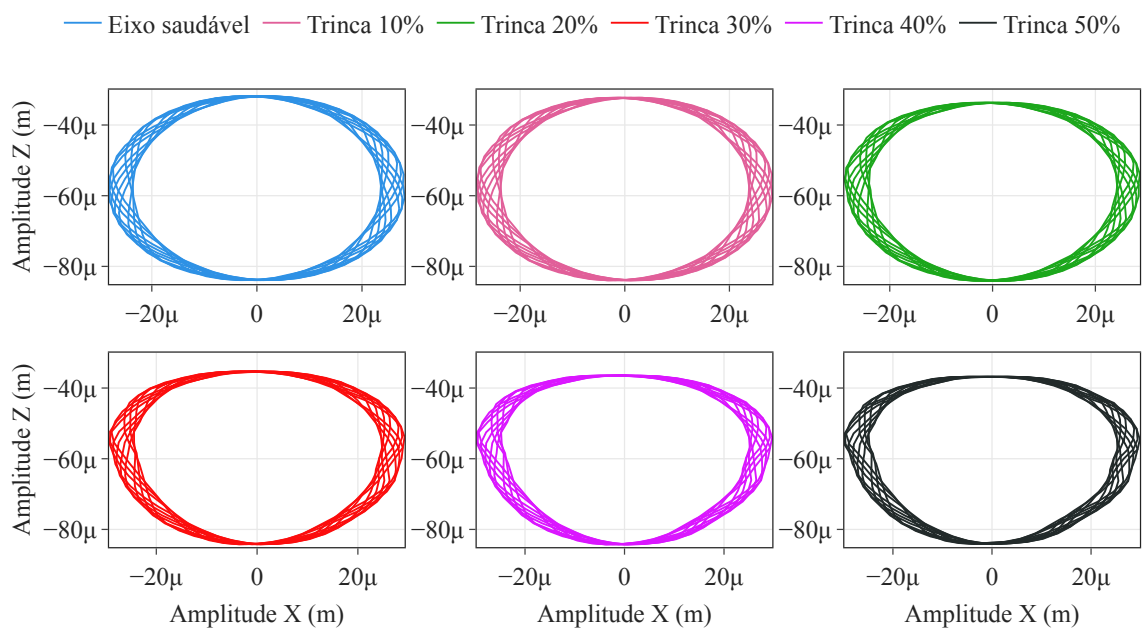 Eixo saudável Trinca 10% Trinca 20% Trinca 30% Trinca 40% Trinca 50%
Amplitude Z (m)
−40μ −40μ −40μ
−60μ −60μ −60μ
−80μ −80μ −80μ
−20μ 0 20μ −20μ 0 20μ −20μ 0 20μ
Amplitude Z (m)
−40μ −40μ −40μ
−60μ −60μ −60μ
−80μ −80μ −80μ
−20μ 0 20μ −20μ 0 20μ −20μ 0 20μ
Amplitude X (m) Amplitude X (m) Amplitude X (m)